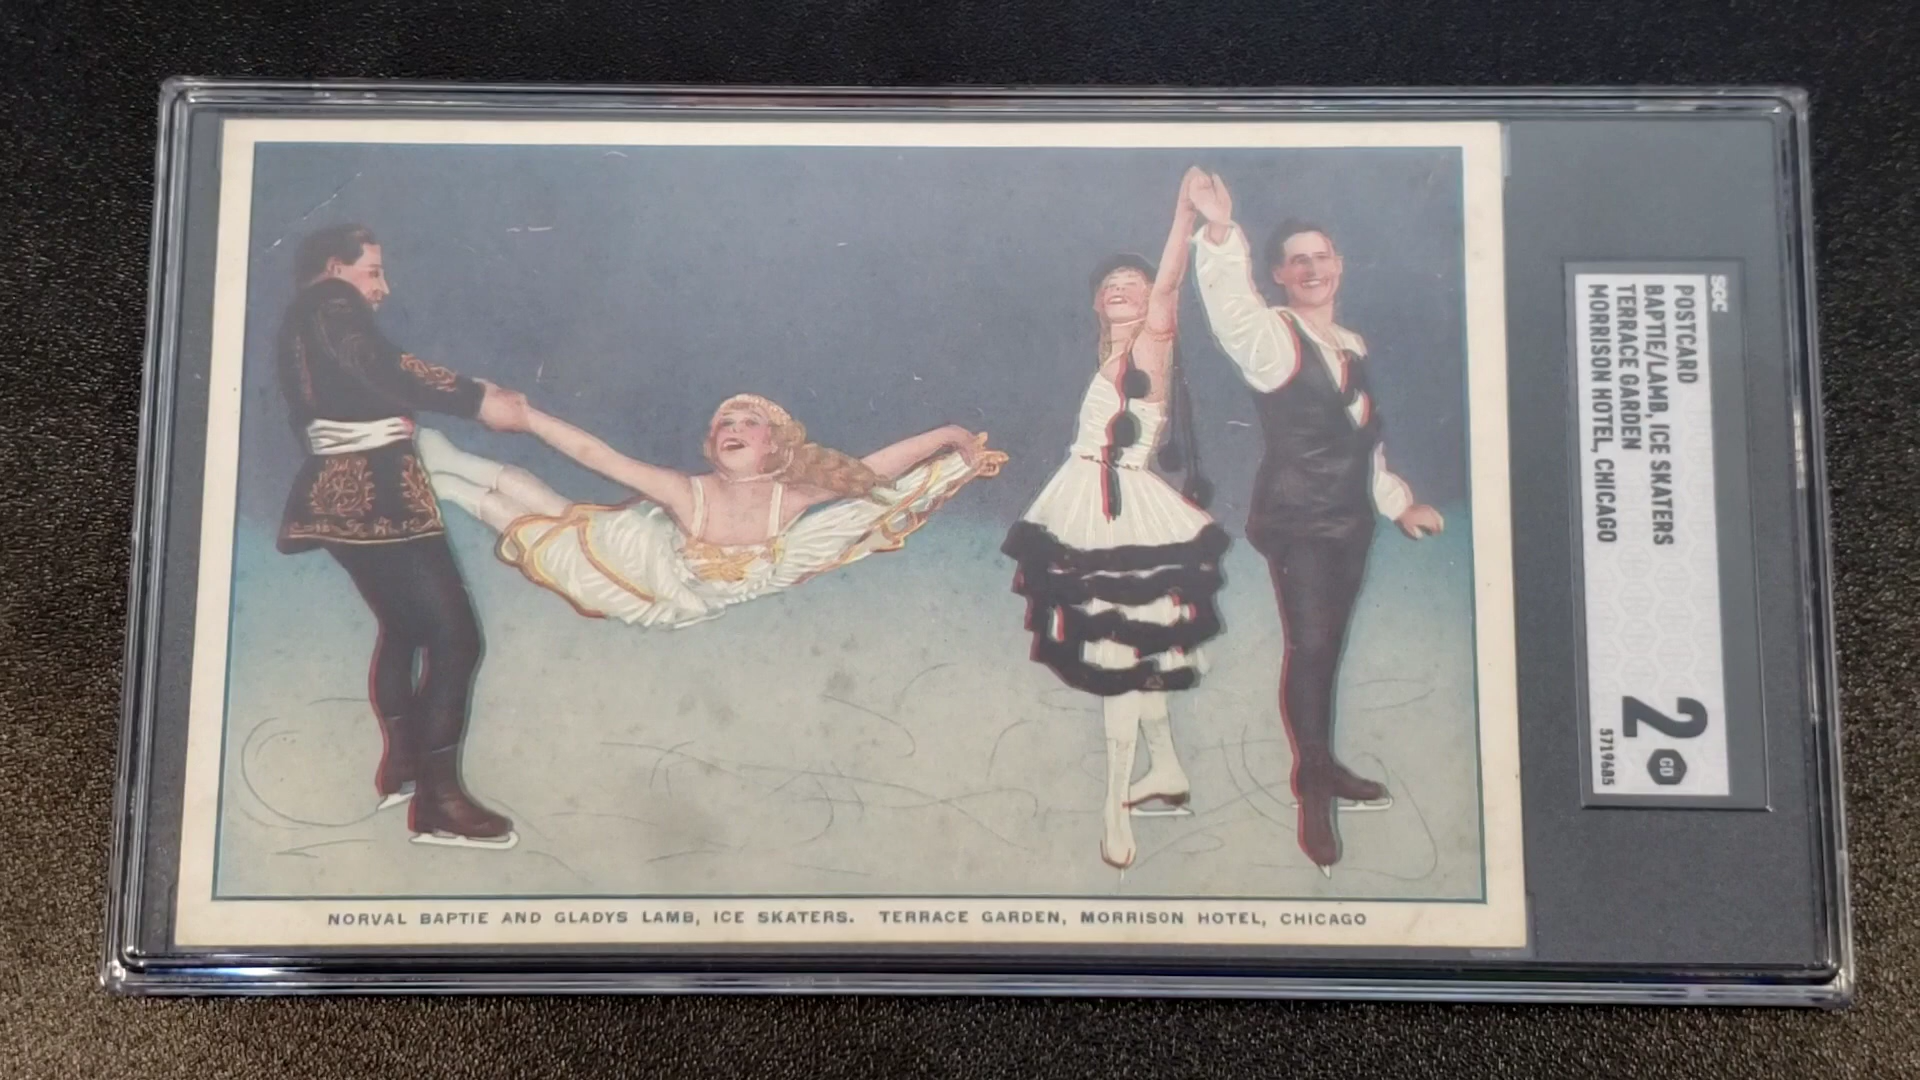 NORVAL BAPTIE AND GLADYS LAMB, ICE SKATERS. TERRACE GARDEN, MORRISON HOTEL, CHICAGO
SGC
POSTCARD
BAPTIE/LAMB, ICE SKATERS
TERRACE GARDEN
MORRISON HOTEL, CHICAGO
2
GD
5719685